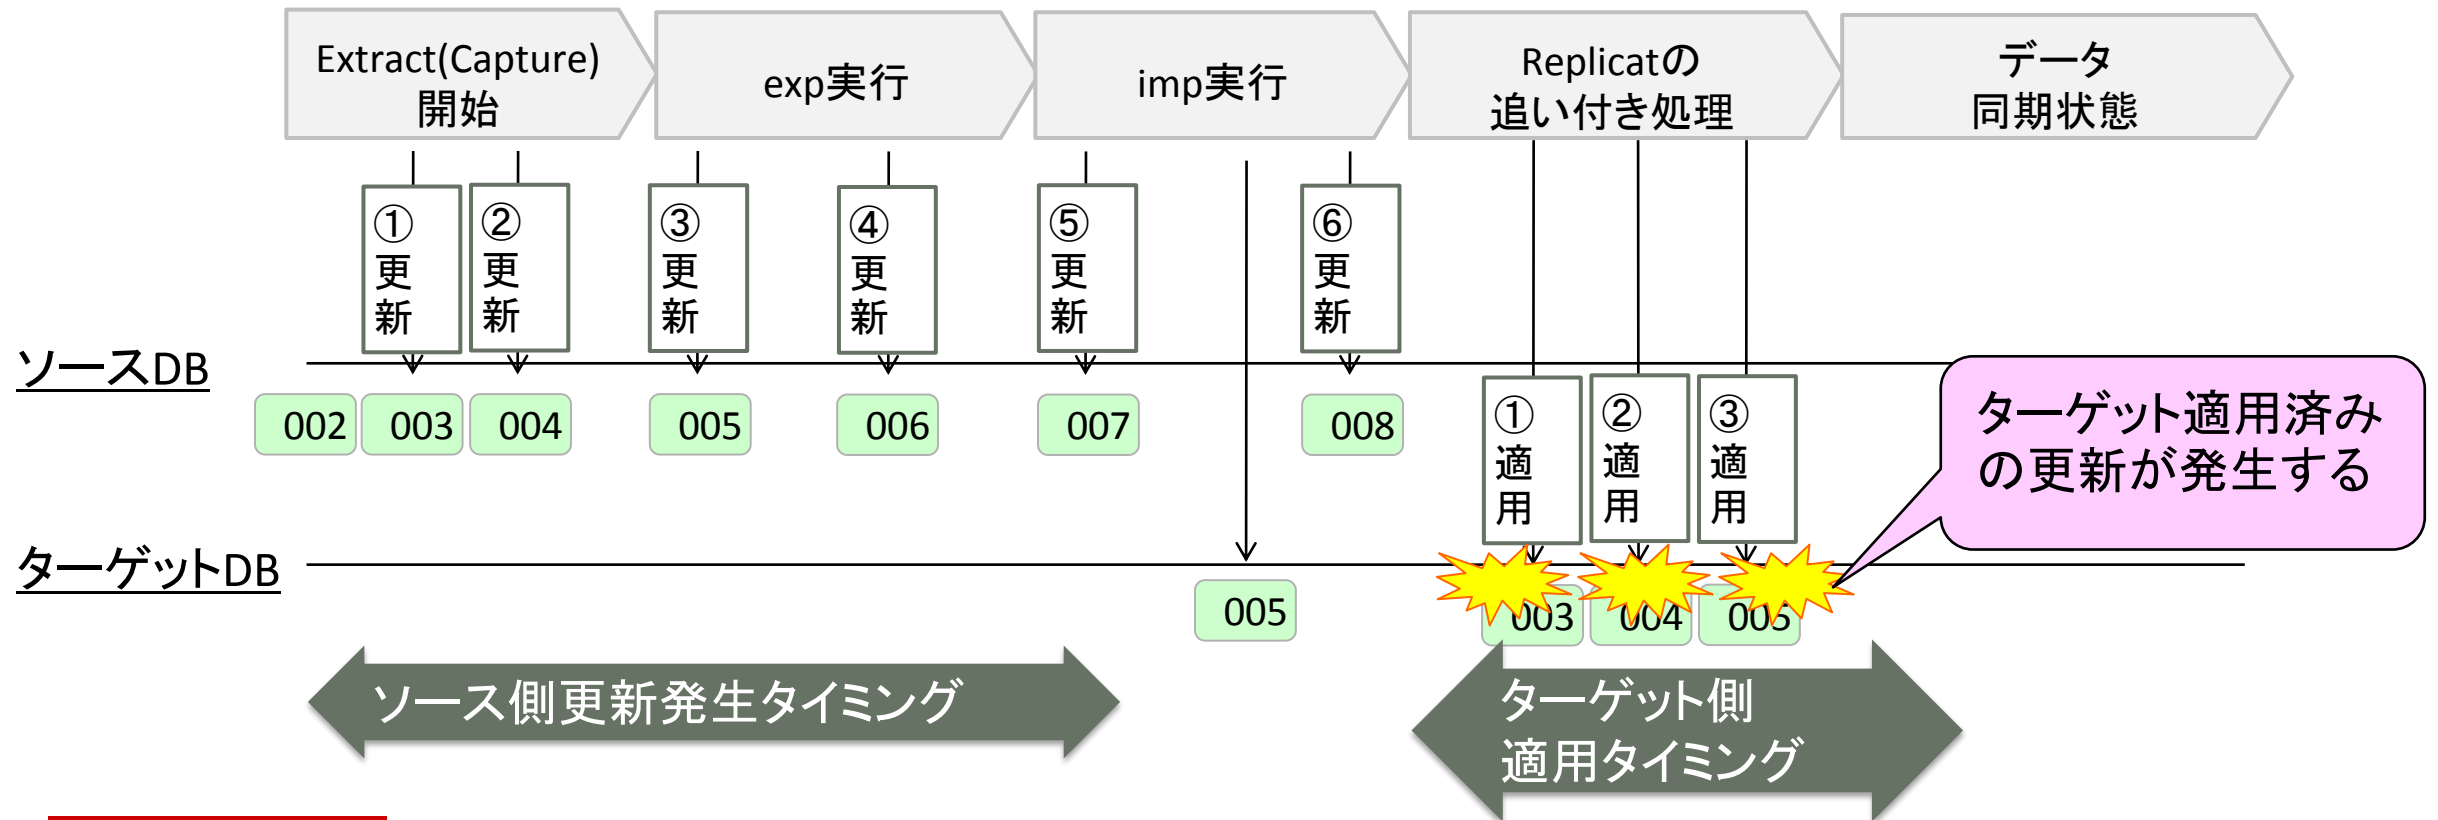 Extract(Capture)
開始
exp実行
imp実行
Replicatの
追い付き処理
データ
同期状態
①
更
新
②
更
新
③
更
新
④
更
新
⑤
更
新
⑥
更
新
ソースDB
002
003
004
005
006
007
008
①
適
用
②
適
用
③
適
用
ターゲット適用済み
の更新が発生する
ターゲットDB
005
003
004
005
ソース側更新発生タイミング
ターゲット側
適用タイミング